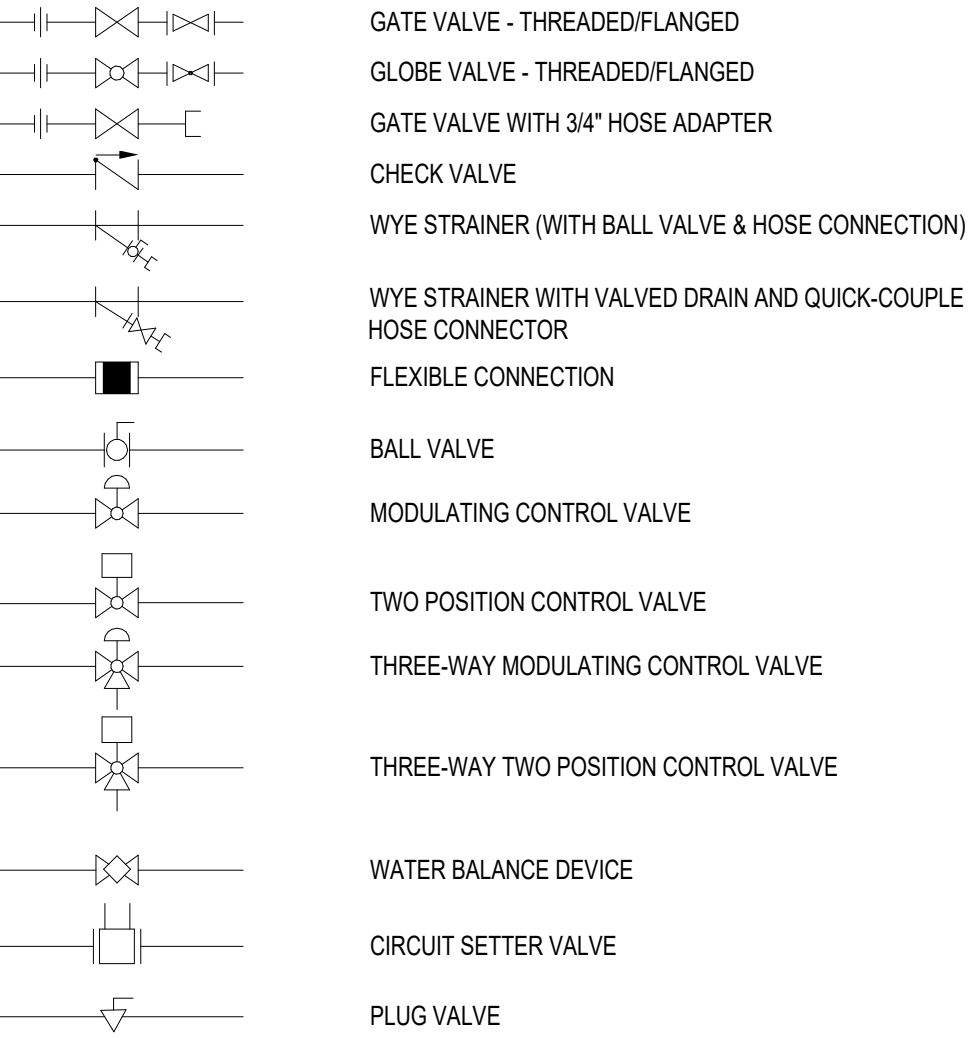 GATE VALVE - THREADED/FLANGED
GLOBE VALVE - THREADED/FLANGED
GATE VALVE WITH 3/4" HOSE ADAPTER
CHECK VALVE
WYE STRAINER (WITH BALL VALVE & HOSE CONNECTION)
WYE STRAINER WITH VALVED DRAIN AND QUICK-COUPLE
HOSE CONNECTOR
FLEXIBLE CONNECTION
BALL VALVE
MODULATING CONTROL VALVE
TWO POSITION CONTROL VALVE
THREE-WAY MODULATING CONTROL VALVE
THREE-WAY TWO POSITION CONTROL VALVE
WATER BALANCE DEVICE
CIRCUIT SETTER VALVE
PLUG VALVE